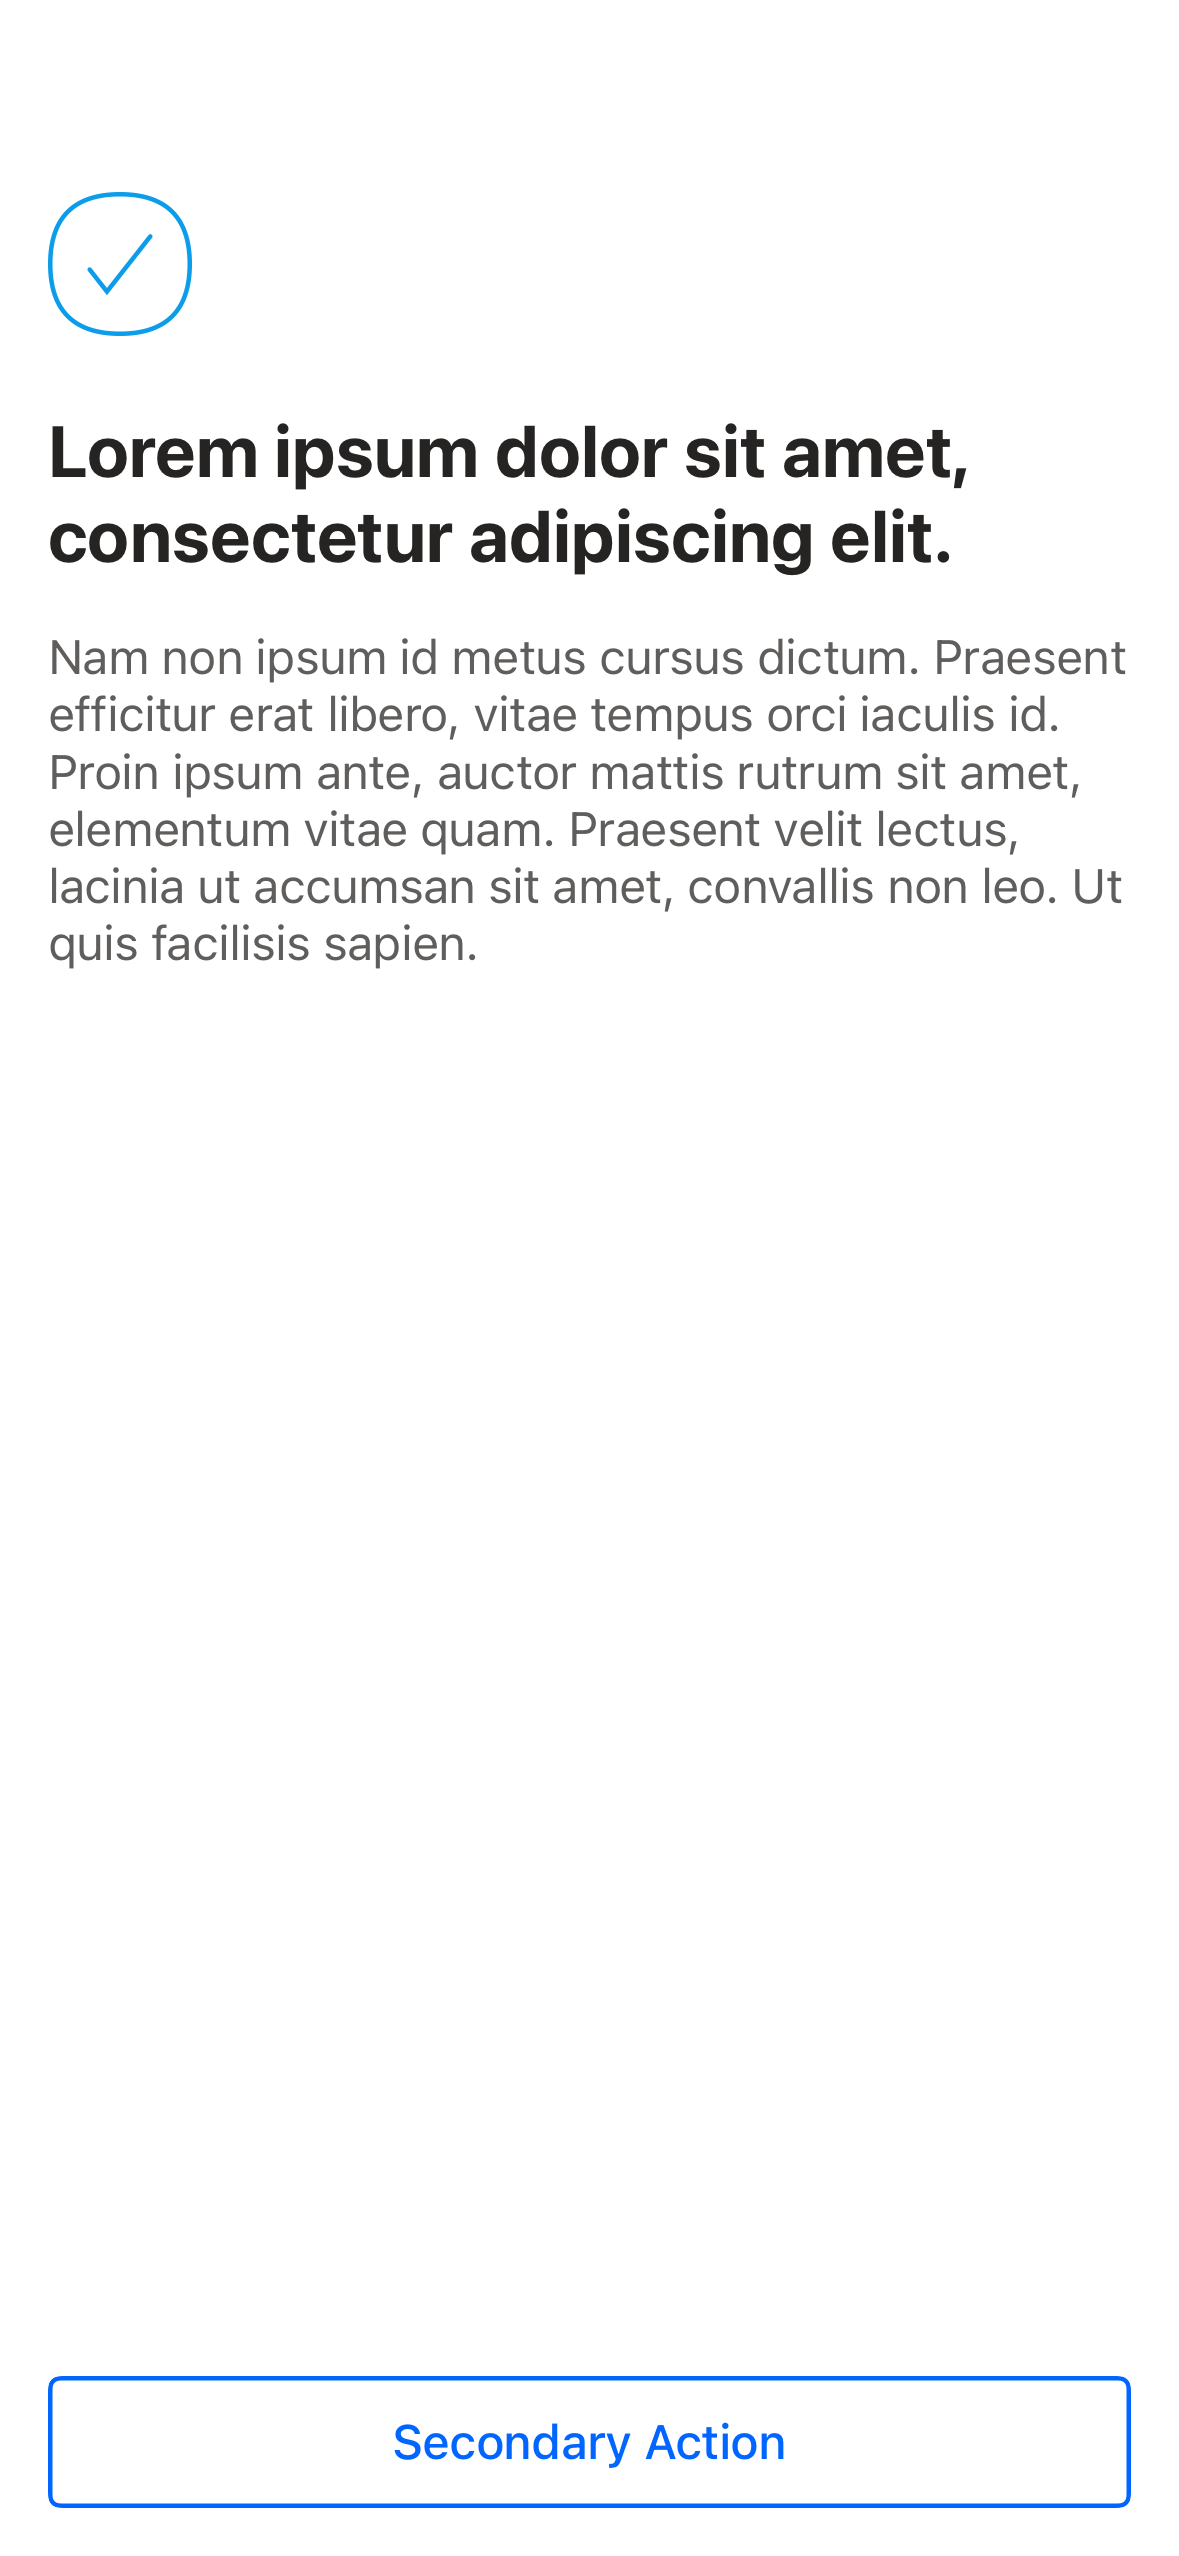 Lorem ipsum dolor sit amet,
consectetur adipiscing elit.
Nam non ipsum id metus cursus dictum. Praesent
efficitur erat libero, vitae tempus orci iaculis id.
Proin ipsum ante, auctor mattis rutrum sit amet,
elementum vitae quam. Praesent velit lectus,
lacinia ut accumsan sit amet, convallis non leo. Ut
quis facilisis sapien.
Secondary Action